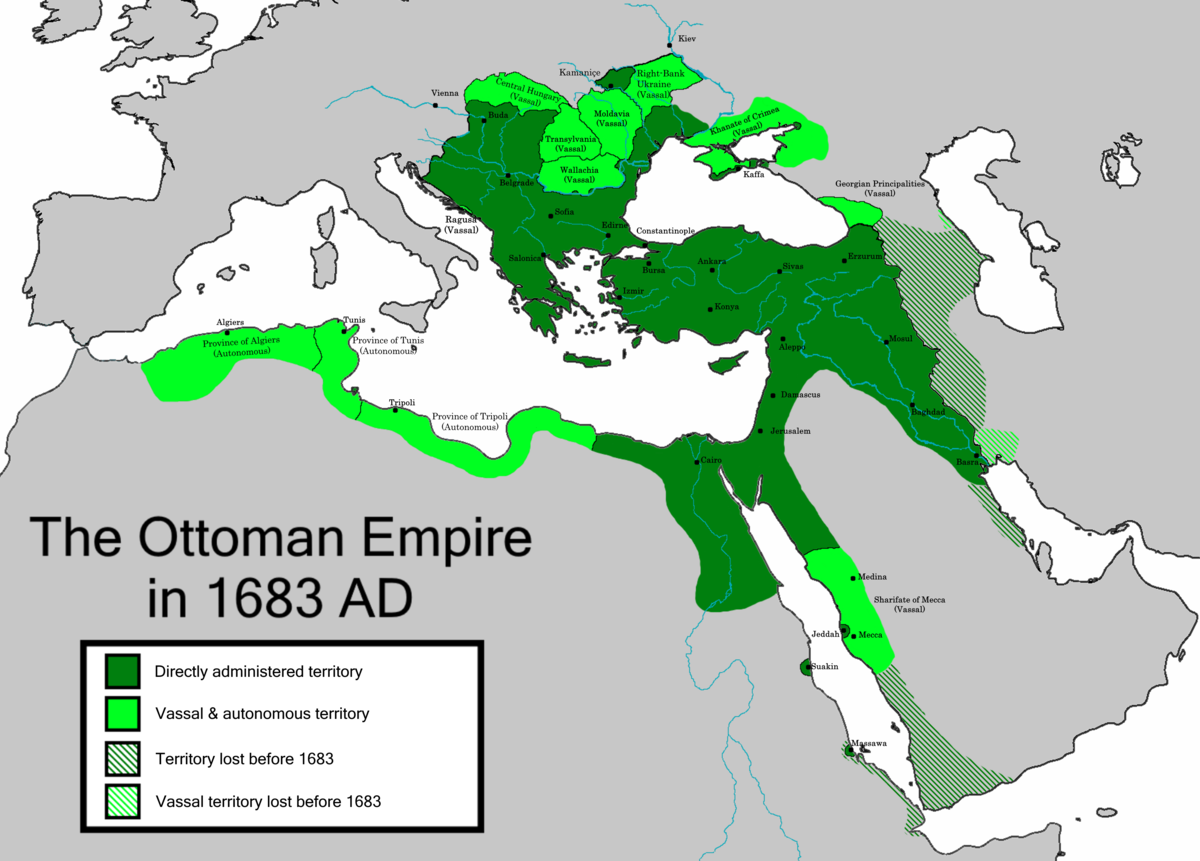 Kiev
Kamaniçe
Right-Bank
Ukraine
(Vassal)
Central Hungary
(Vassal)
Vienna
Buda
Moldavia
(Vassal)
Khanate of Crimea
(Vassal)
Transylvania
(Vassal)
Wallachia
(Vassal)
Kaffa
Belgrade
Georgian Principalities
(Vassal)
Ragusa
(Vassal)
Sofia
Edirne
Constantinople
Salonica
Bursa
Ankara
Sivas
Erzurum
Izmir
Konya
Algiers
Tunis
Province of Algiers
(Autonomous)
Province of Tunis
(Autonomous)
Aleppo
Mosul
Damascus
Tripoli
Province of Tripoli
(Autonomous)
Baghdad
Jerusalem
Cairo
Basra
The Ottoman Empire
in 1683 AD
Medina
Sharifate of Mecca
(Vassal)
Jeddah
Mecca
Suakin
Massawa
Directly administered territory
Vassal & autonomous territory
Territory lost before 1683
Vassal territory lost before 1683